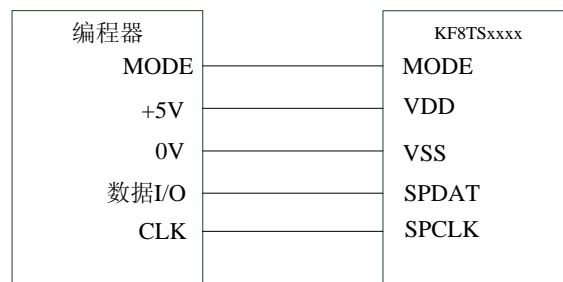 编程器
MODE
+5V
0V
数据I/O
CLK
KF8TSxxxx
MODE
VDD
VSS
SPDAT
SPCLK